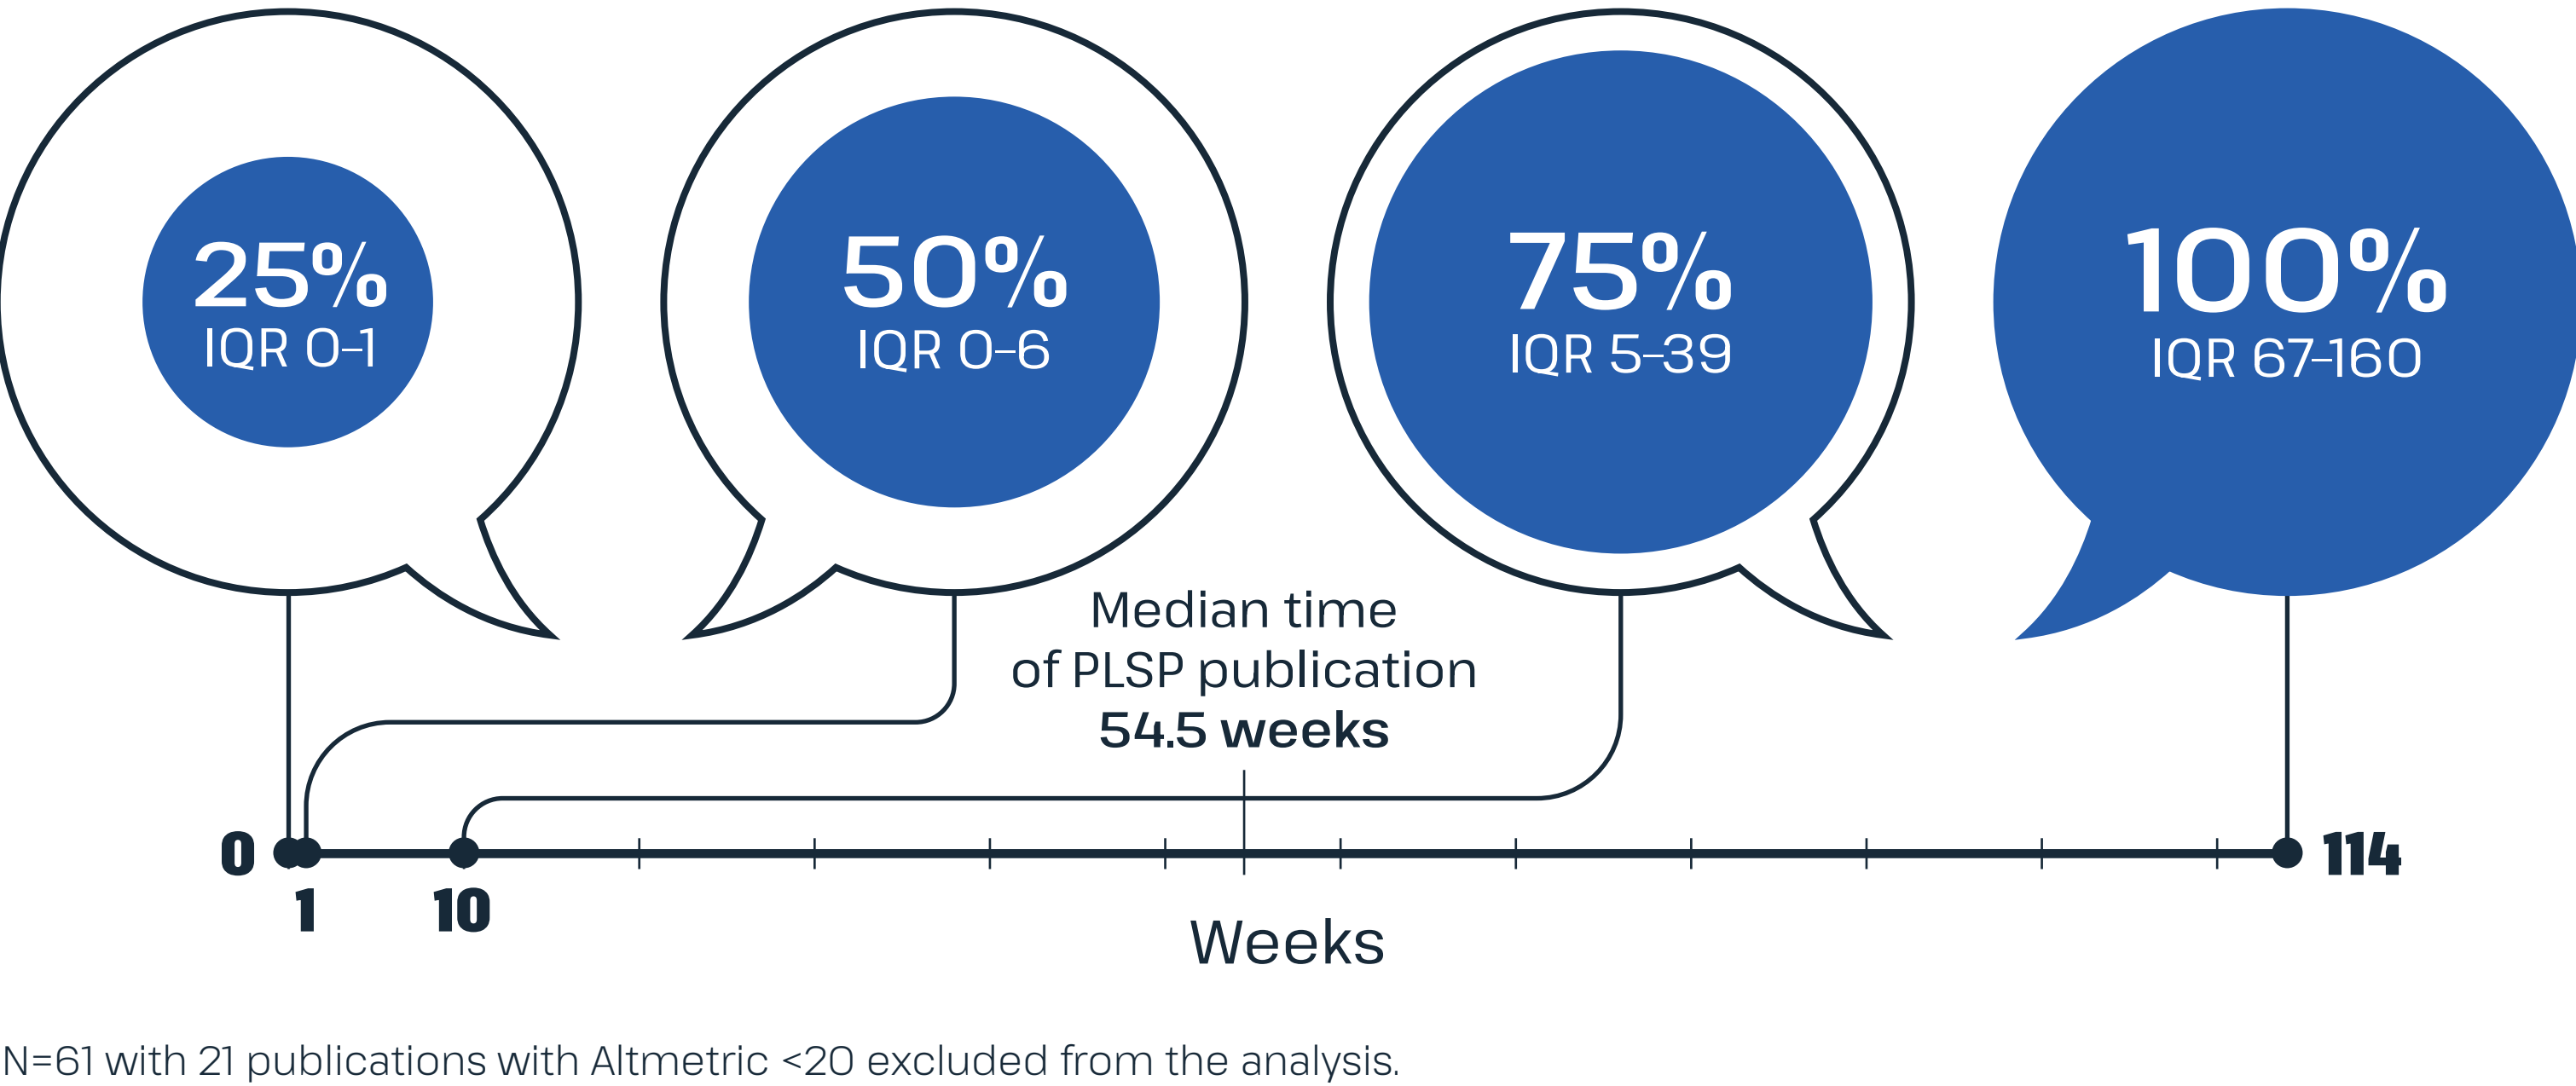 25%
IQR 0–1
50%
IQR 0–6
75%
IQR 5–39
100%
IQR 67–160
Median time
of PLSP publication
54.5 weeks
0
1
10
114
Weeks
N=61 with 21 publications with Altmetric <20 excluded from the analysis.